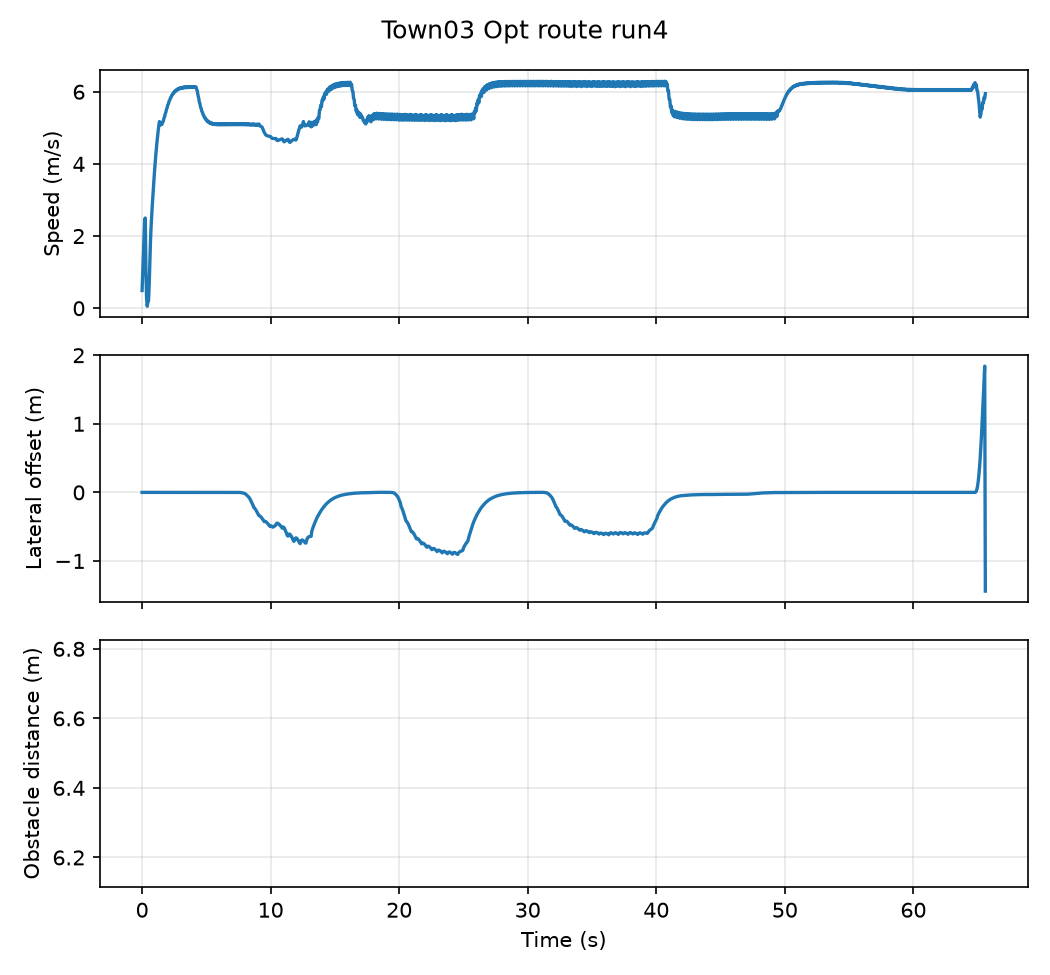 Town03 Opt route run4
6
4
2
0
Speed (m/s)
2
1
0
−1
Lateral offset (m)
6.8
6.6
6.4
6.2
Obstacle distance (m)
0 10 20 30 40 50 60
Time (s)